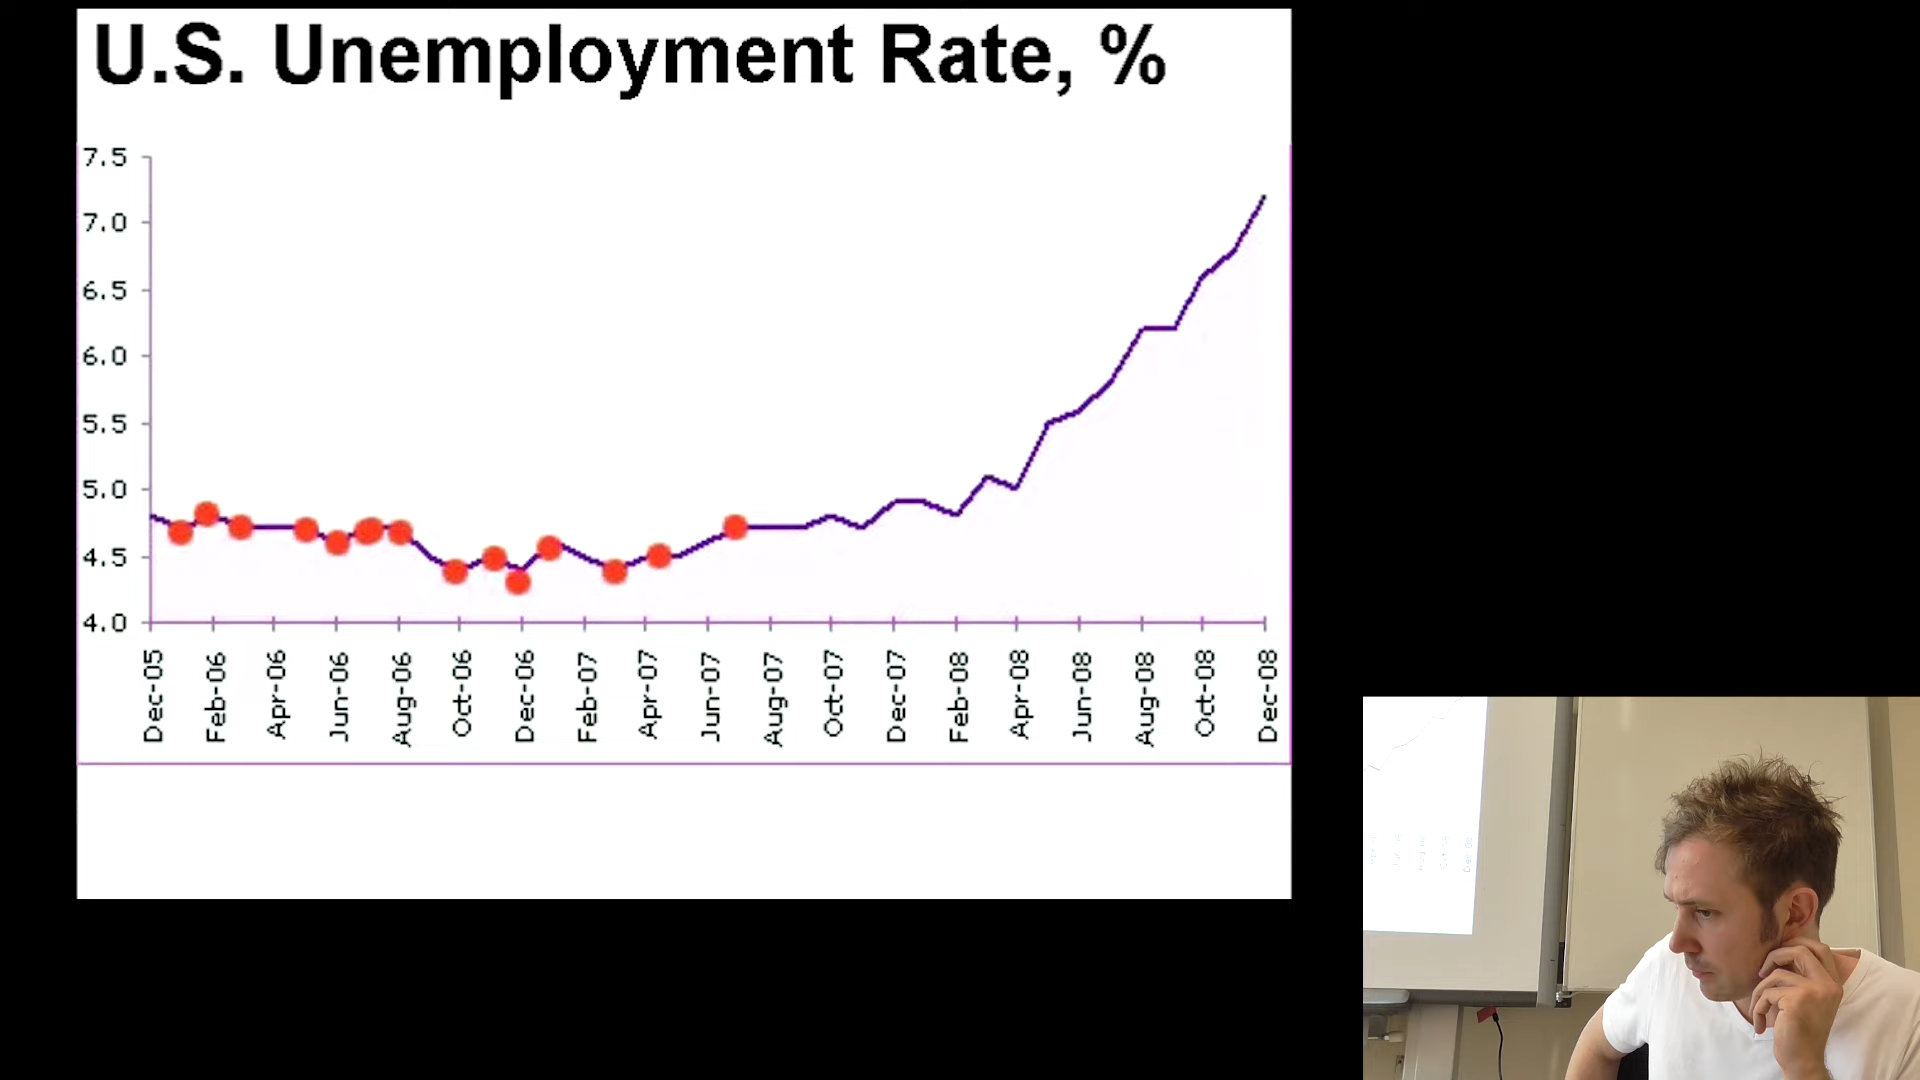 U.S. Unemployment Rate, %
7.5
7.0
6.5
6.0
5.5
5.0
4.5
4.0
Dec-05
Feb-06
Apr-06
Jun-06
Aug-06
Oct-06
Dec-06
Feb-07
Apr-07
Jun-07
Aug-07
Oct-07
Dec-07
Feb-08
Apr-08
Jun-08
Aug-08
Oct-08
Dec-08